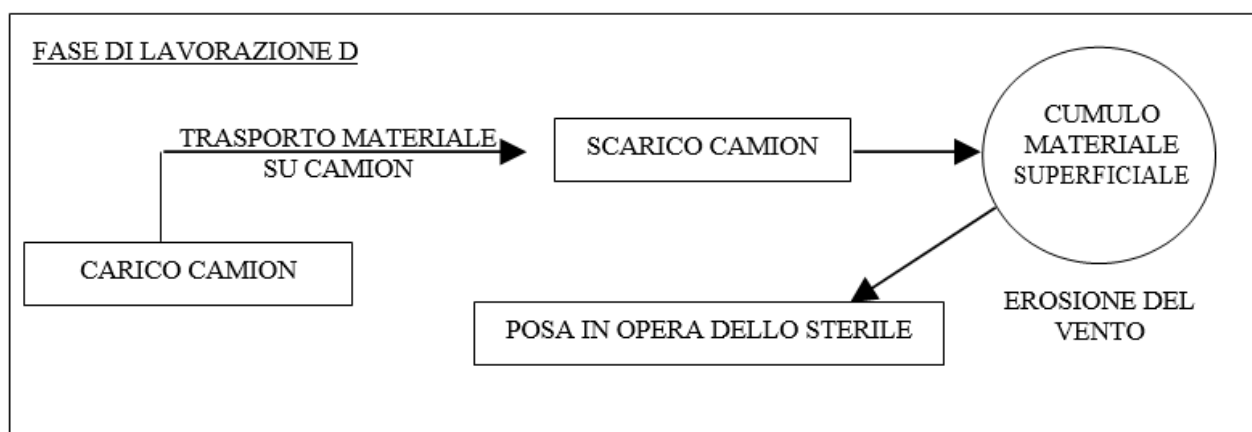 FASE DI LAVORAZIONE D
TRASPORTO MATERIALE
SU CAMION
SCARICO CAMION
CUMULO
MATERIALE
SUPERFICIALE
CARICO CAMION
POSA IN OPERA DELLO STERILE
EROSIONE DEL
VENTO